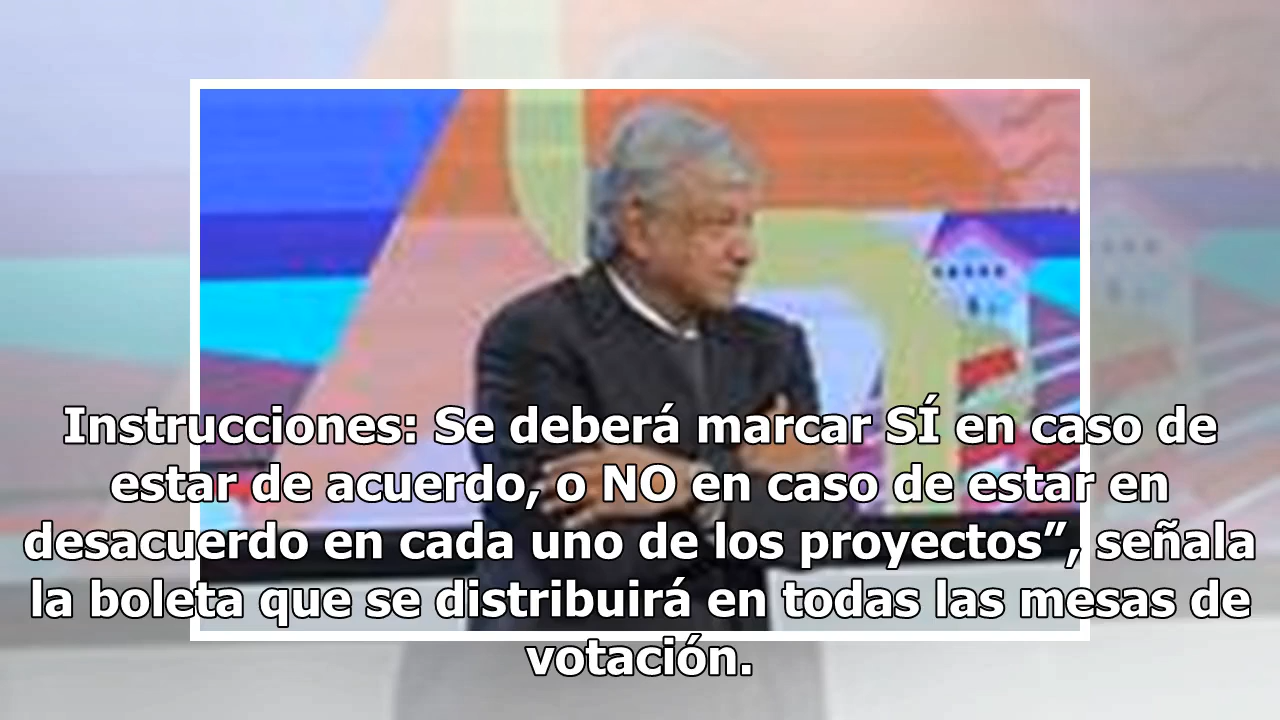 Instrucciones: Se deberá marcar SÍ en caso de
estar de acuerdo, o NO en caso de estar en
desacuerdo en cada uno de los proyectos”, señala
la boleta que se distribuirá en todas las mesas de
votación.